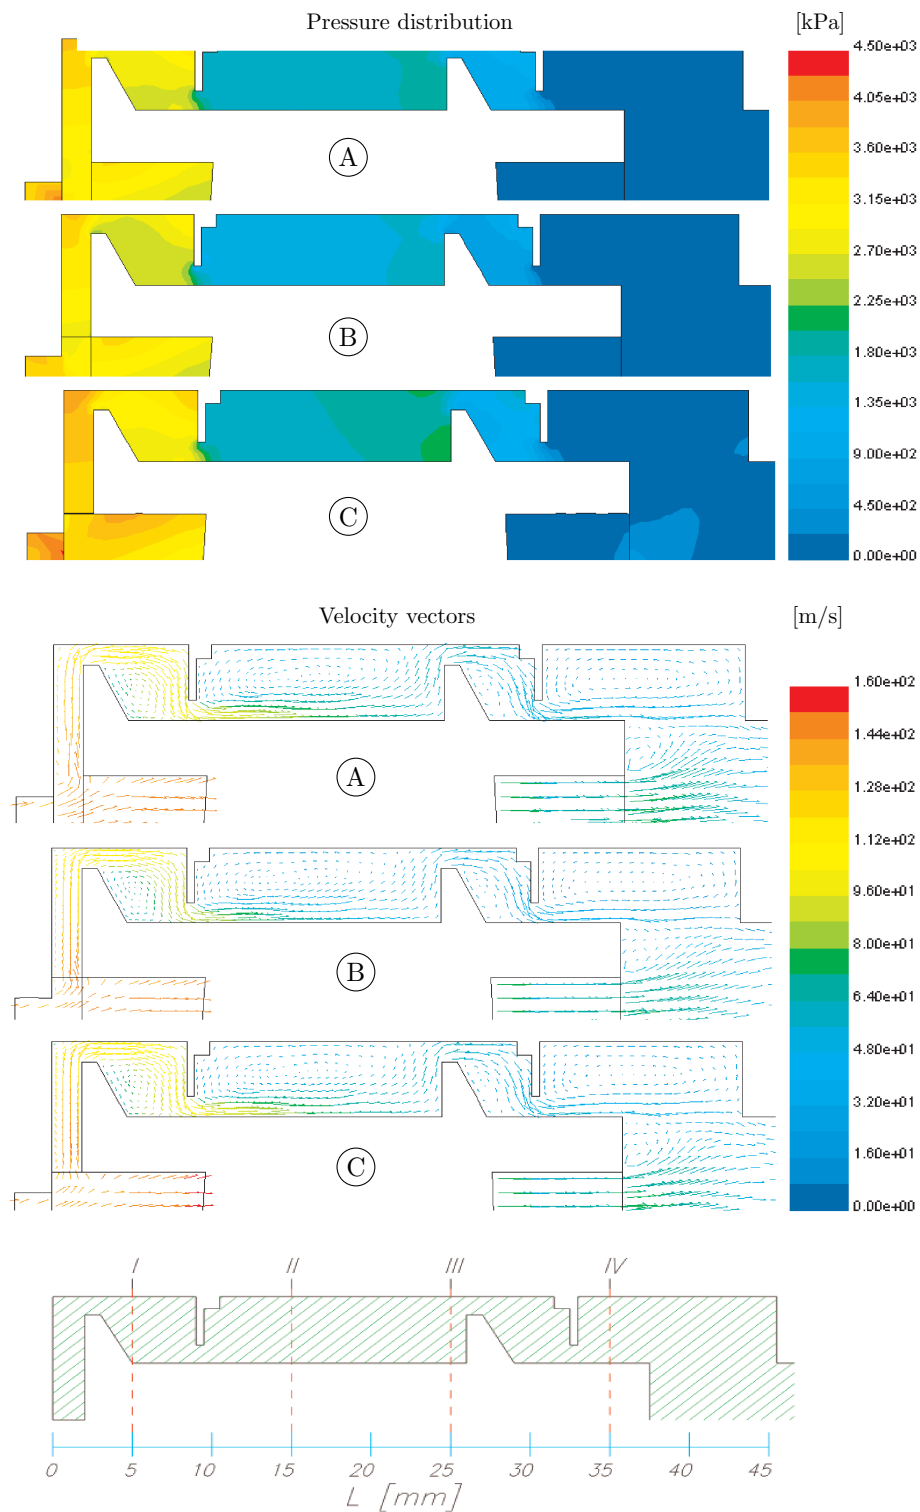 Pressure distribution [kPa]
4.50e+03
4.05e+03
3.60e+03
3.15e+03
2.70e+03
2.25e+03
1.80e+03
1.35e+03
9.00e+02
4.50e+02
0.00e+00
A
B
C
Velocity vectors [m/s]
1.60e+02
1.44e+02
1.28e+02
1.12e+02
9.60e+01
8.00e+01
6.40e+01
4.80e+01
3.20e+01
1.60e+01
0.00e+00
A
B
C
I II III IV
0 5 10 15 20 25 30 35 40 45
L [mm]